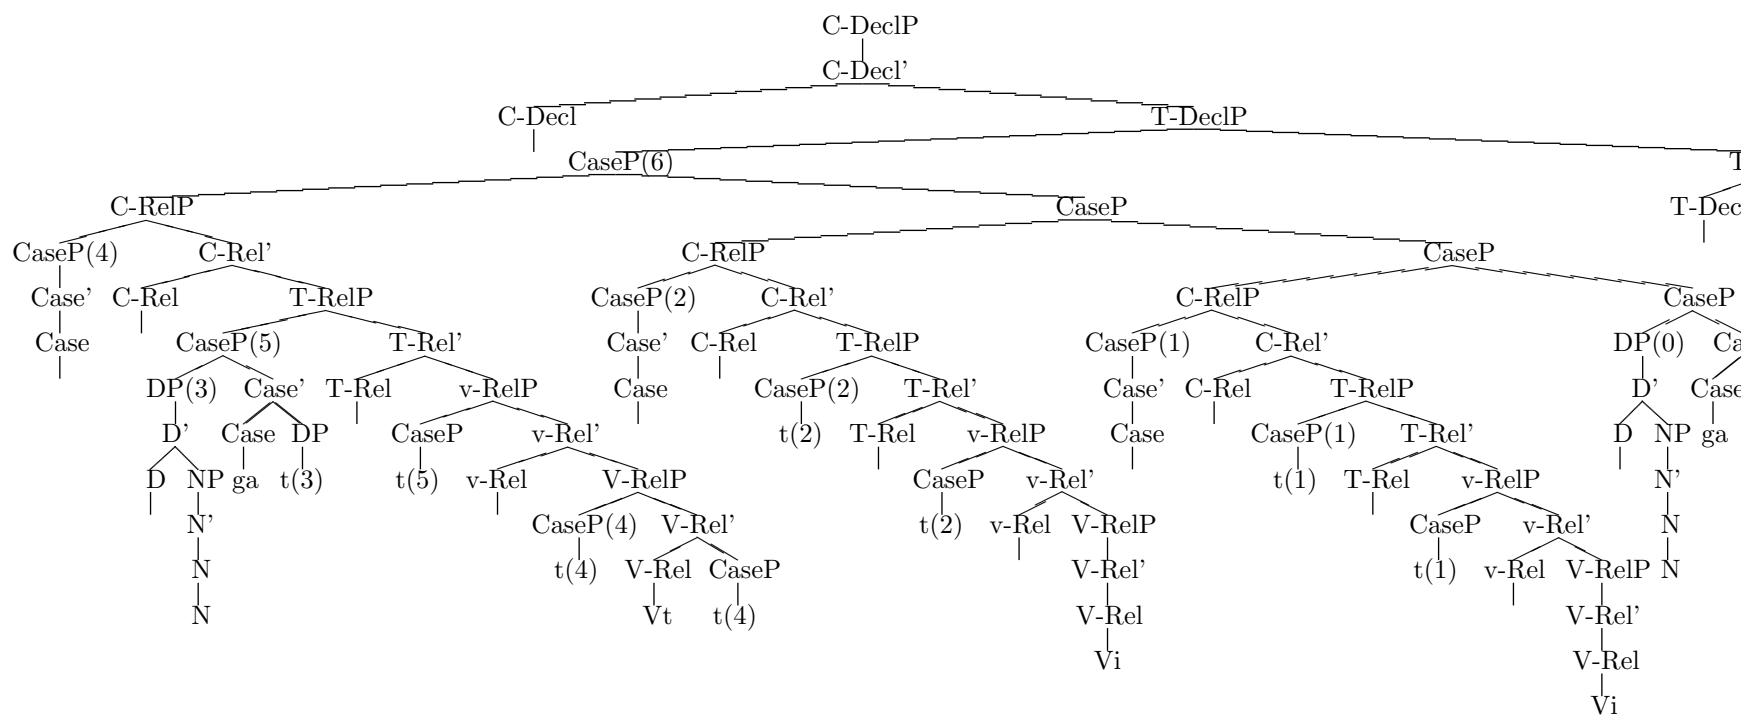 C-DeclP
C-Decl’
C-Decl T-DeclP
CaseP(6) T
C-RelP CaseP T-Dec
CaseP(4) C-Rel’ C-RelP CaseP
Case’ C-Rel T-RelP CaseP(2) C-Rel’ C-RelP CaseP
Case CaseP(5) T-Rel’ Case’ C-Rel T-RelP CaseP(1) C-Rel’ DP(0) Ca
DP(3) Case’ T-Rel v-RelP Case CaseP(2) T-Rel’ Case’ C-Rel T-RelP D’ Case
D’ Case DP CaseP v-Rel’ t(2) T-Rel v-RelP Case CaseP(1) T-Rel’ D NP ga
D NP ga t(3) t(5) v-Rel V-RelP CaseP v-Rel’ t(1) T-Rel v-RelP N’
N’ CaseP(4) V-Rel’ t(2) v-Rel V-RelP CaseP v-Rel’ N
N t(4) V-Rel CaseP V-Rel’ t(1) v-Rel V-RelP N
N Vt t(4) V-Rel V-Rel’
Vi V-Rel
Vi